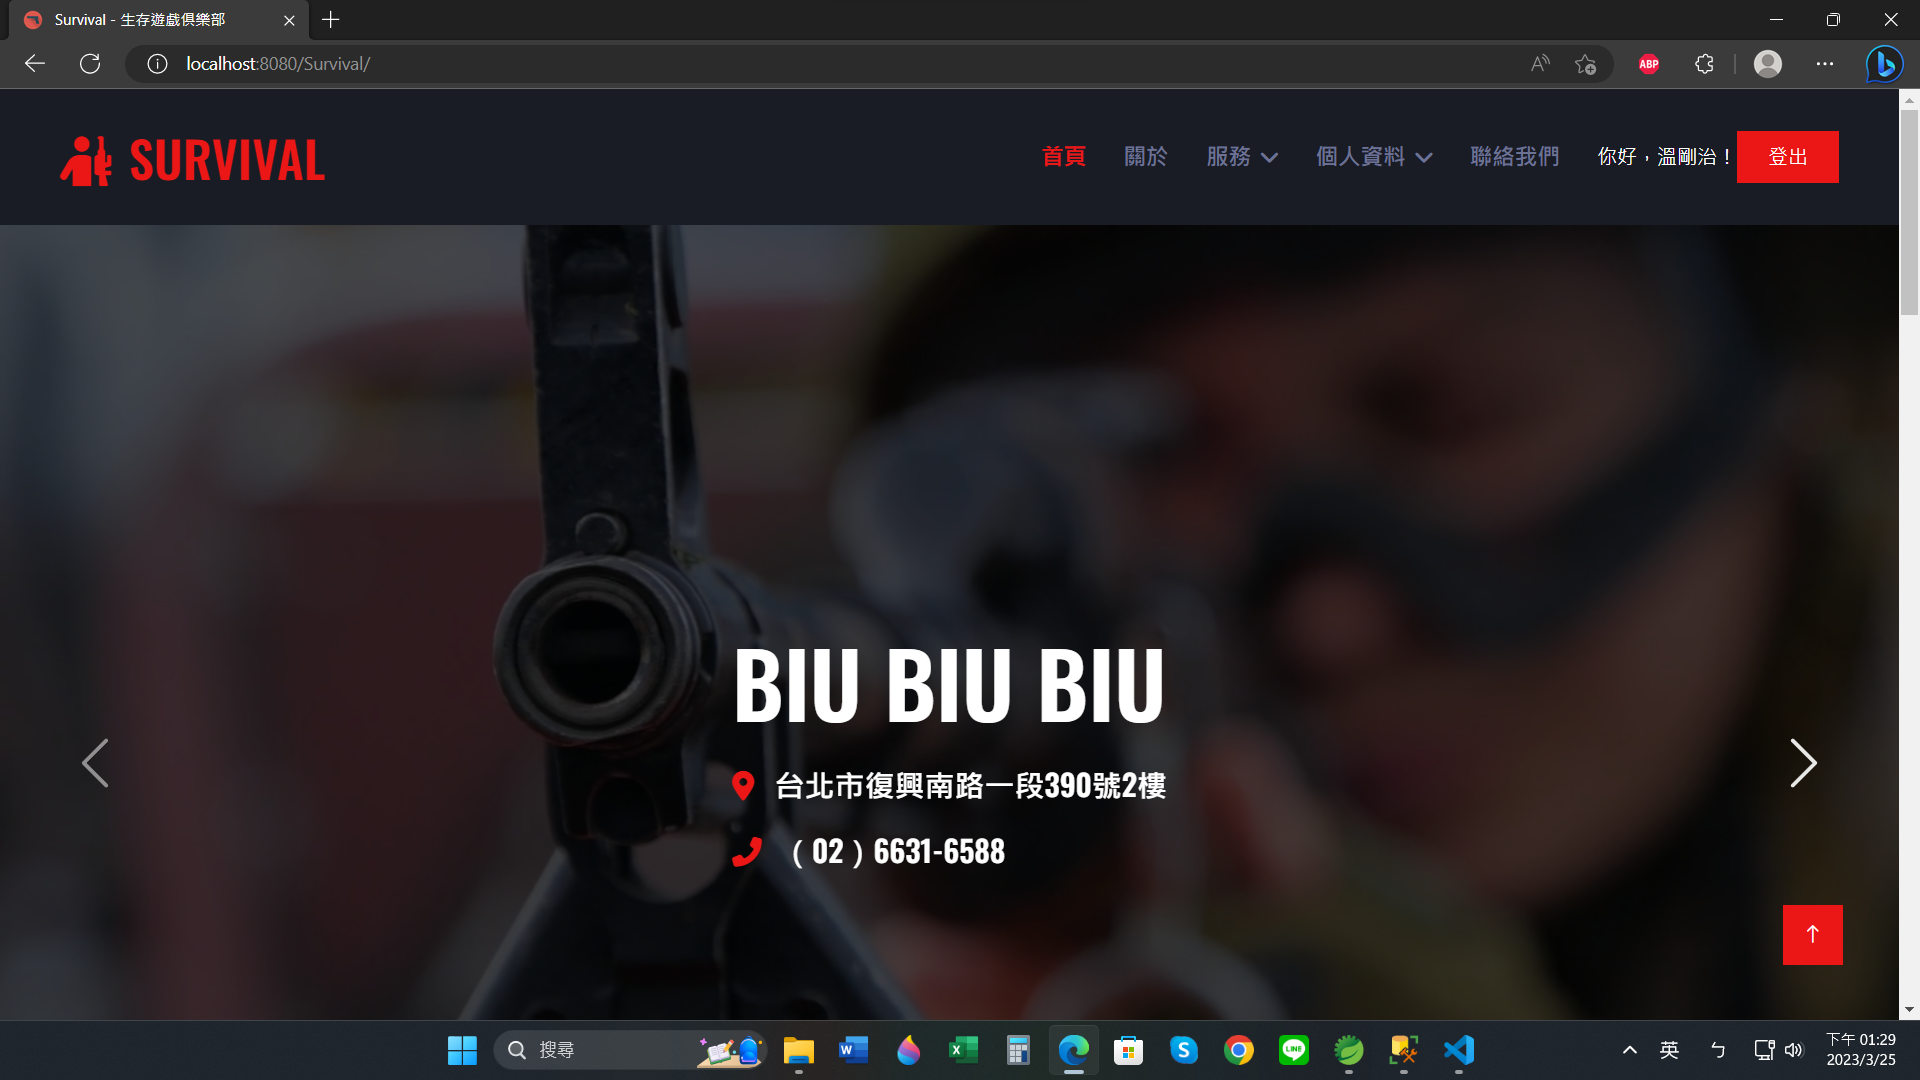 Survival - 生存遊戲俱樂部
localhost:8080/Survival/
ABP
SURVIVAL
首頁 關於 服務 個人資料 聯絡我們 你好，溫剛治！ 登出
BIU BIU BIU
台北市復興南路一段390號2樓
（02）6631-6588
搜尋
LINE
英 ㄅ
下午 01:29
2023/3/25